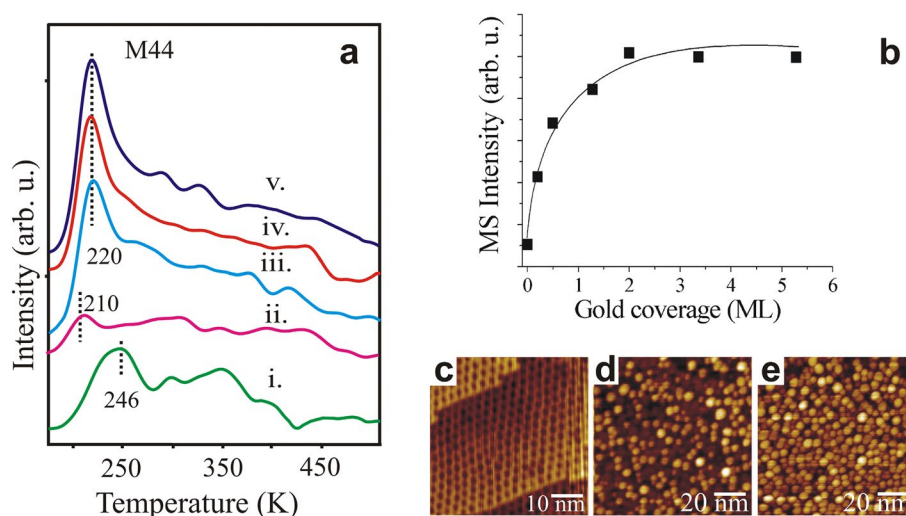 a
M44
Intensity (arb. u.)
v.
iv.
220
iii.
210
ii.
i.
246
250
350
450
Temperature (K)
b
MS Intensity (arb. u.)
0
1
2
3
4
5
6
Gold coverage (ML)
c
10 nm
d
20 nm
e
20 nm